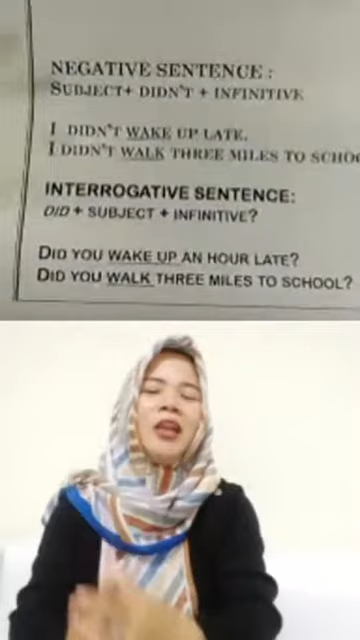 NEGATIVE SENTENCE :
SUBJECT+ DIDN'T + INFINITIVE
I DIDN'T WAKE UP LATE.
I DIDN'T WALK THREE MILES TO SCHOO
INTERROGATIVE SENTENCE:
DID + SUBJECT + INFINITIVE?
DID YOU WAKE UP AN HOUR LATE?
DID YOU WALK THREE MILES TO SCHOOL?